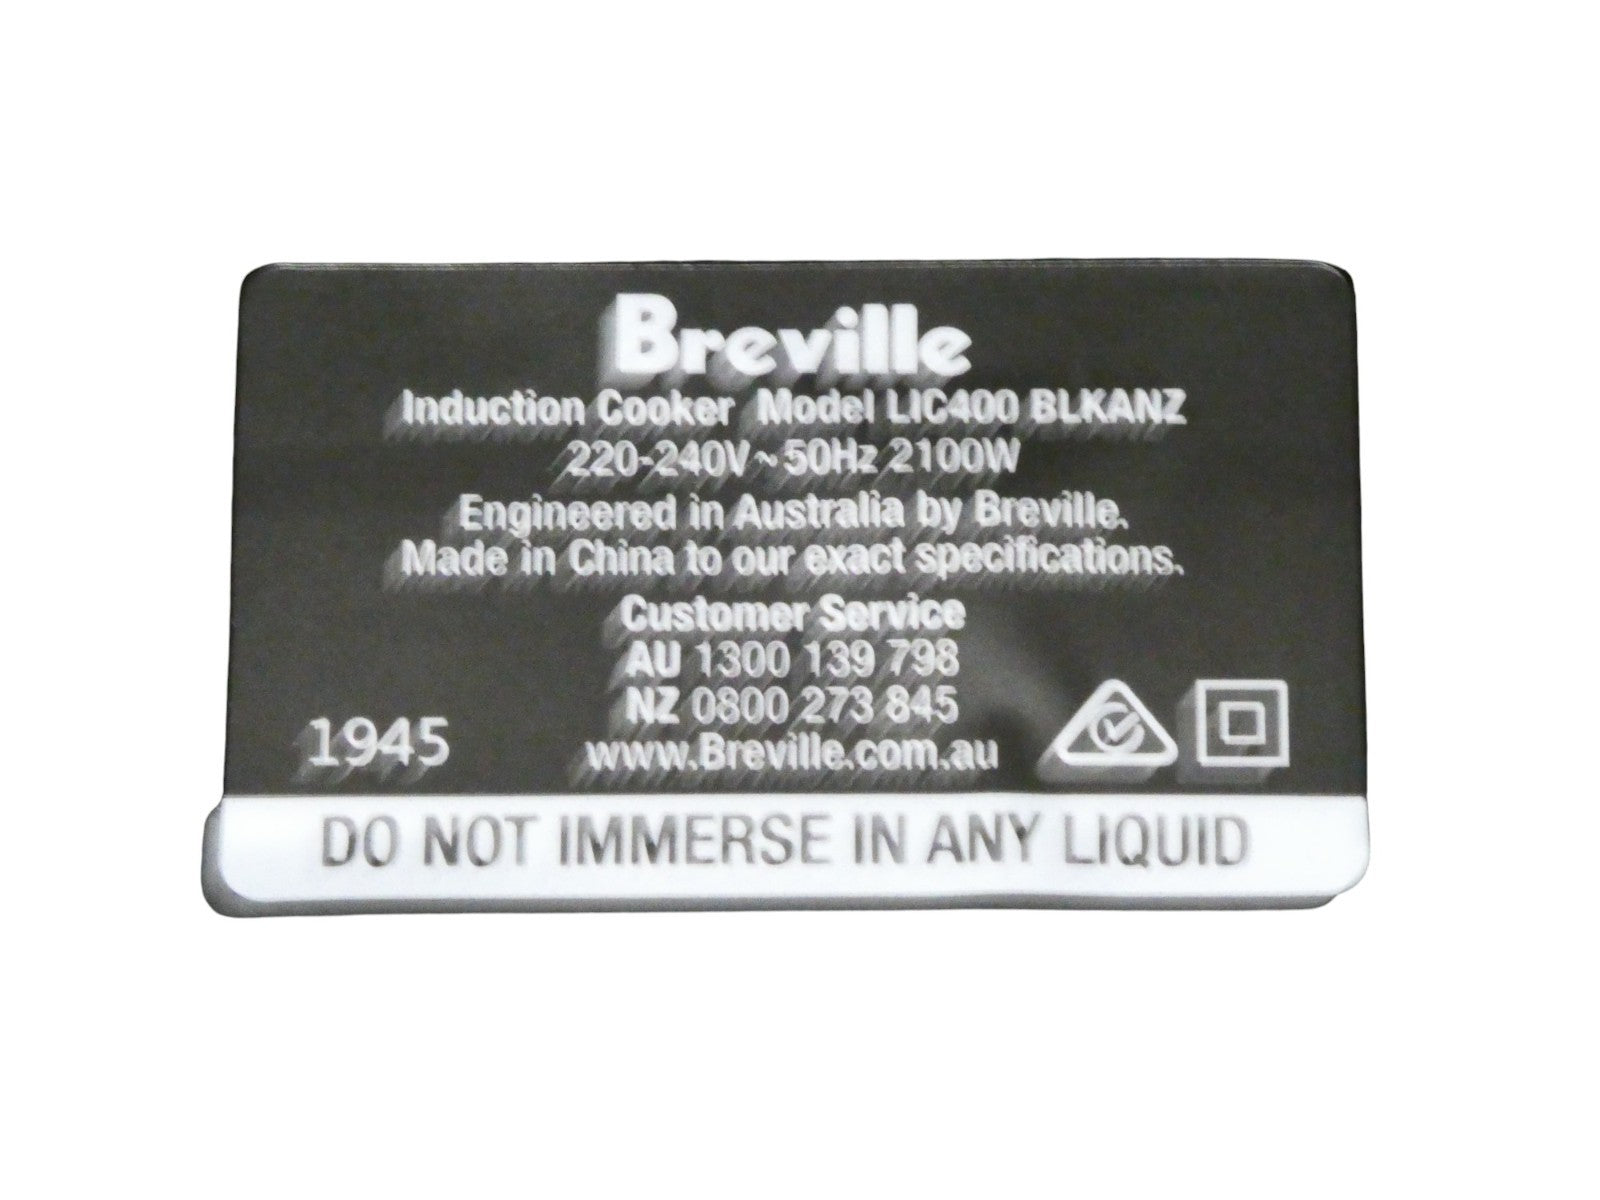 Breville
Induction Cooker Model LIC400 BLKANZ
220-240V ~ 50Hz 2100W
Engineered in Australia by Breville.
Made in China to our exact specifications.
Customer Service
AU 1300 139 798
NZ 0800 273 845
1945 www.Breville.com.au
DO NOT IMMERSE IN ANY LIQUID